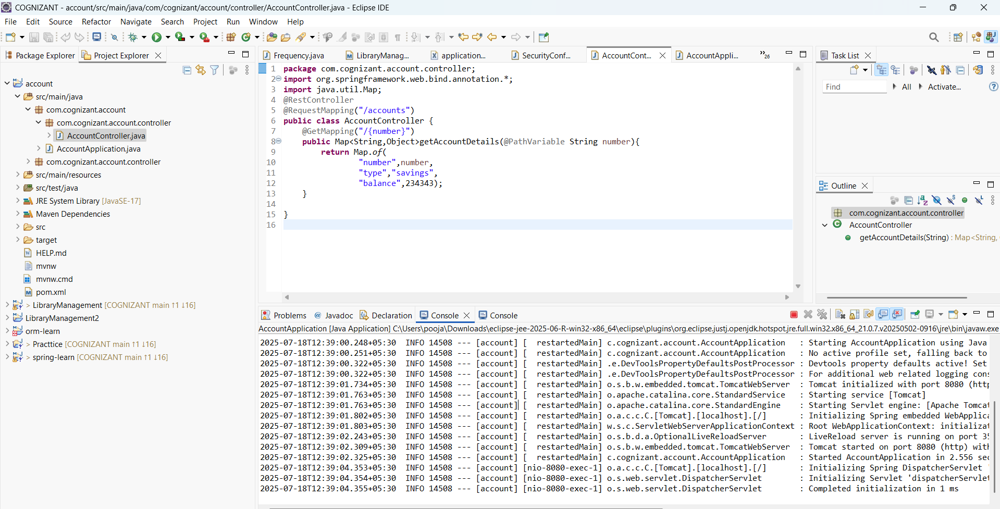 COGNIZANT - account/src/main/java/com/cognizant/account/controller/AccountController.java - Eclipse IDE
File Edit Source Refactor Navigate Search Project Run Window Help
Package Explorer Project Explorer
account
src/main/java
com.cognizant.account
com.cognizant.account.controller
AccountController.java
AccountApplication.java
com.cognizant.account.controller
src/main/resources
src/test/java
JRE System Library [JavaSE-17]
Maven Dependencies
src
target
HELP.md
mvnw
mvnw.cmd
pom.xml
> LibraryManagement [COGNIZANT main ↑1 ↓16]
LibraryManagement2
orm-learn
> Practtice [COGNIZANT main ↑1 ↓16]
> spring-learn [COGNIZANT main ↑1 ↓16]
Frequency.java LibraryManag... application... SecurityConf... AccountCont... AccountAppli... »26
1 package com.cognizant.account.controller;
2 import org.springframework.web.bind.annotation.*;
3 import java.util.Map;
4 @RestController
5 @RequestMapping("/accounts")
6 public class AccountController {
7 @GetMapping("/{number}")
8 public Map<String,Object>getAccountDetails(@PathVariable String number){
9 return Map.of(
10 "number",number,
11 "type","savings",
12 "balance",234343);
13 }
14
15 }
16
Task List
Find All Activate...
Outline
com.cognizant.account.controller
AccountController
getAccountDetails(String) : Map<String,
Problems Javadoc Declaration Console Console
AccountApplication [Java Application] C:\Users\pooja\Downloads\eclipse-jee-2025-06-R-win32-x86_64\eclipse\plugins\org.eclipse.justj.openjdk.hotspot.jre.full.win32.x86_64_21.0.7.v20250502-0916\jre\bin\javaw.exe
2025-07-18T12:39:00.248+05:30 INFO 14508 --- [account] [ restartedMain] c.cognizant.account.AccountApplication : Starting AccountApplication using Java
2025-07-18T12:39:00.251+05:30 INFO 14508 --- [account] [ restartedMain] c.cognizant.account.AccountApplication : No active profile set, falling back to
2025-07-18T12:39:00.322+05:30 INFO 14508 --- [account] [ restartedMain] .e.DevToolsPropertyDefaultsPostProcessor : Devtools property defaults active! Set
2025-07-18T12:39:00.322+05:30 INFO 14508 --- [account] [ restartedMain] .e.DevToolsPropertyDefaultsPostProcessor : For additional web related logging cons
2025-07-18T12:39:01.734+05:30 INFO 14508 --- [account] [ restartedMain] o.s.b.w.embedded.tomcat.TomcatWebServer : Tomcat initialized with port 8080 (http
2025-07-18T12:39:01.763+05:30 INFO 14508 --- [account] [ restartedMain] o.apache.catalina.core.StandardService : Starting service [Tomcat]
2025-07-18T12:39:01.763+05:30 INFO 14508 --- [account] [ restartedMain] o.apache.catalina.core.StandardEngine : Starting Servlet engine: [Apache Tomcat
2025-07-18T12:39:01.802+05:30 INFO 14508 --- [account] [ restartedMain] o.a.c.c.C.[Tomcat].[localhost].[/] : Initializing Spring embedded WebApplica
2025-07-18T12:39:01.803+05:30 INFO 14508 --- [account] [ restartedMain] w.s.c.ServletWebServerApplicationContext : Root WebApplicationContext: initializat
2025-07-18T12:39:02.243+05:30 INFO 14508 --- [account] [ restartedMain] o.s.b.d.a.OptionalLiveReloadServer : LiveReload server is running on port 35
2025-07-18T12:39:02.309+05:30 INFO 14508 --- [account] [ restartedMain] o.s.b.w.embedded.tomcat.TomcatWebServer : Tomcat started on port 8080 (http) with
2025-07-18T12:39:02.325+05:30 INFO 14508 --- [account] [ restartedMain] c.cognizant.account.AccountApplication : Started AccountApplication in 2.556 sec
2025-07-18T12:39:04.353+05:30 INFO 14508 --- [account] [nio-8080-exec-1] o.a.c.c.C.[Tomcat].[localhost].[/] : Initializing Spring DispatcherServlet '
2025-07-18T12:39:04.354+05:30 INFO 14508 --- [account] [nio-8080-exec-1] o.s.web.servlet.DispatcherServlet : Initializing Servlet 'dispatcherServlet
2025-07-18T12:39:04.355+05:30 INFO 14508 --- [account] [nio-8080-exec-1] o.s.web.servlet.DispatcherServlet : Completed initialization in 1 ms